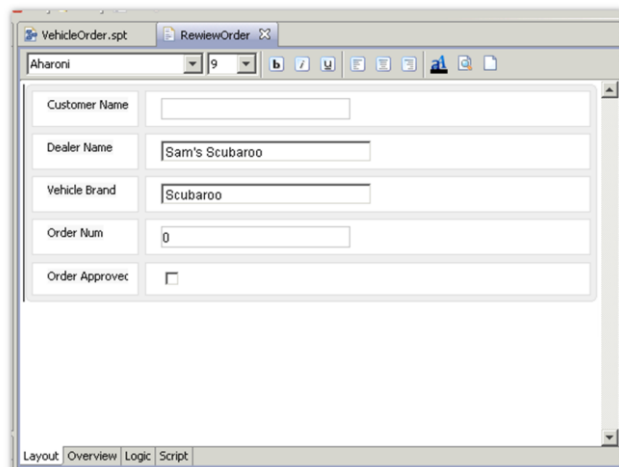 VehicleOrder.spt RewiewOrder
Aharoni 9 b i u a1
Customer Name
Dealer Name Sam's Scubaroo
Vehicle Brand Scubaroo
Order Num 0
Order Approvec
Layout Overview Logic Script